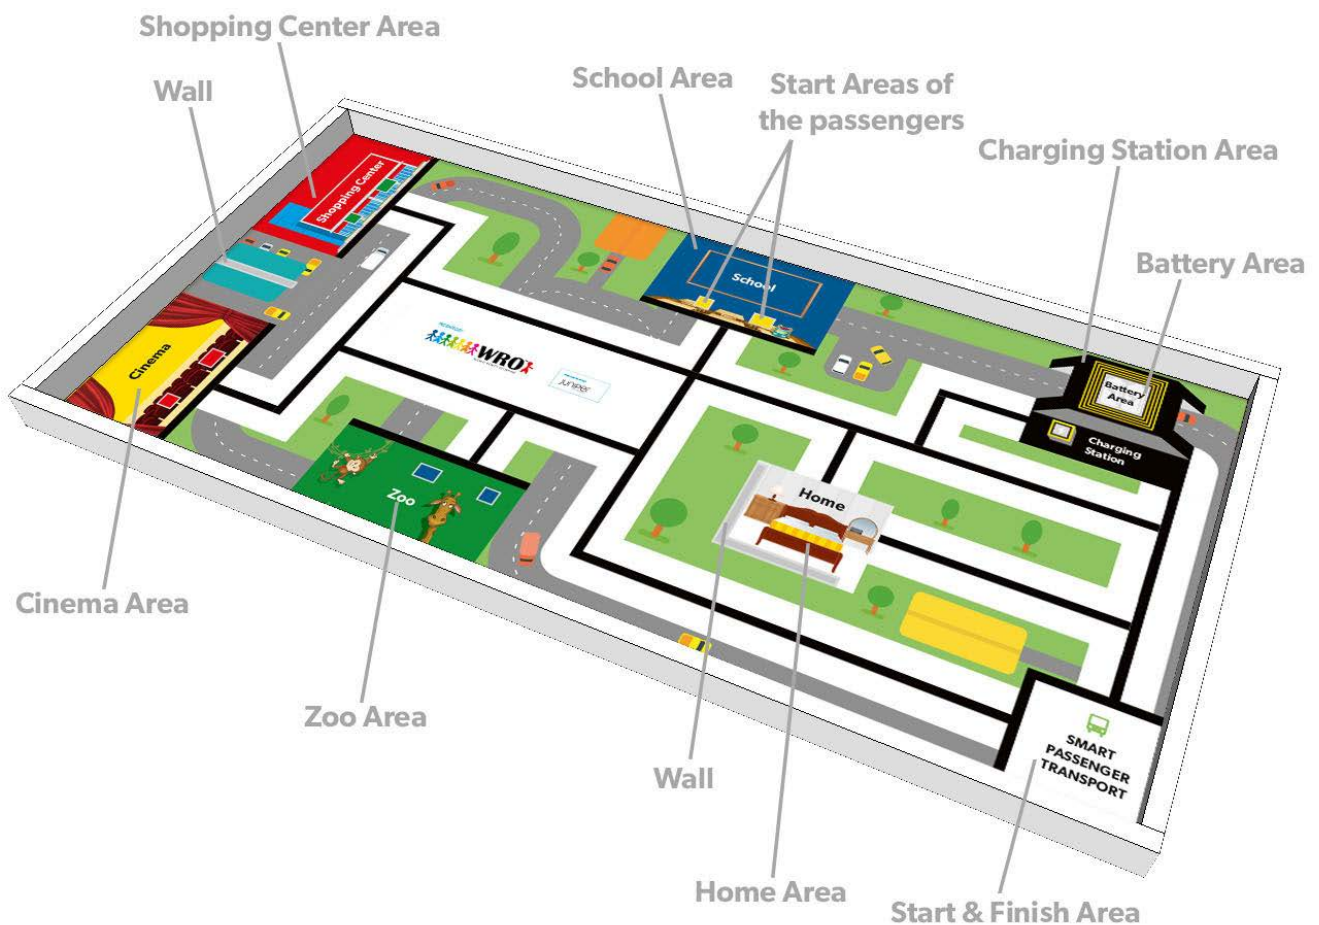 Shopping Center Area
Wall
School Area
Start Areas of
the passengers
Charging Station Area
Battery Area
Shopping Center
School
Cinema
WRO
juniper
Battery
Area
Charging
Station
Zoo
Home
SMART
PASSENGER
TRANSPORT
Cinema Area
Zoo Area
Wall
Home Area
Start & Finish Area